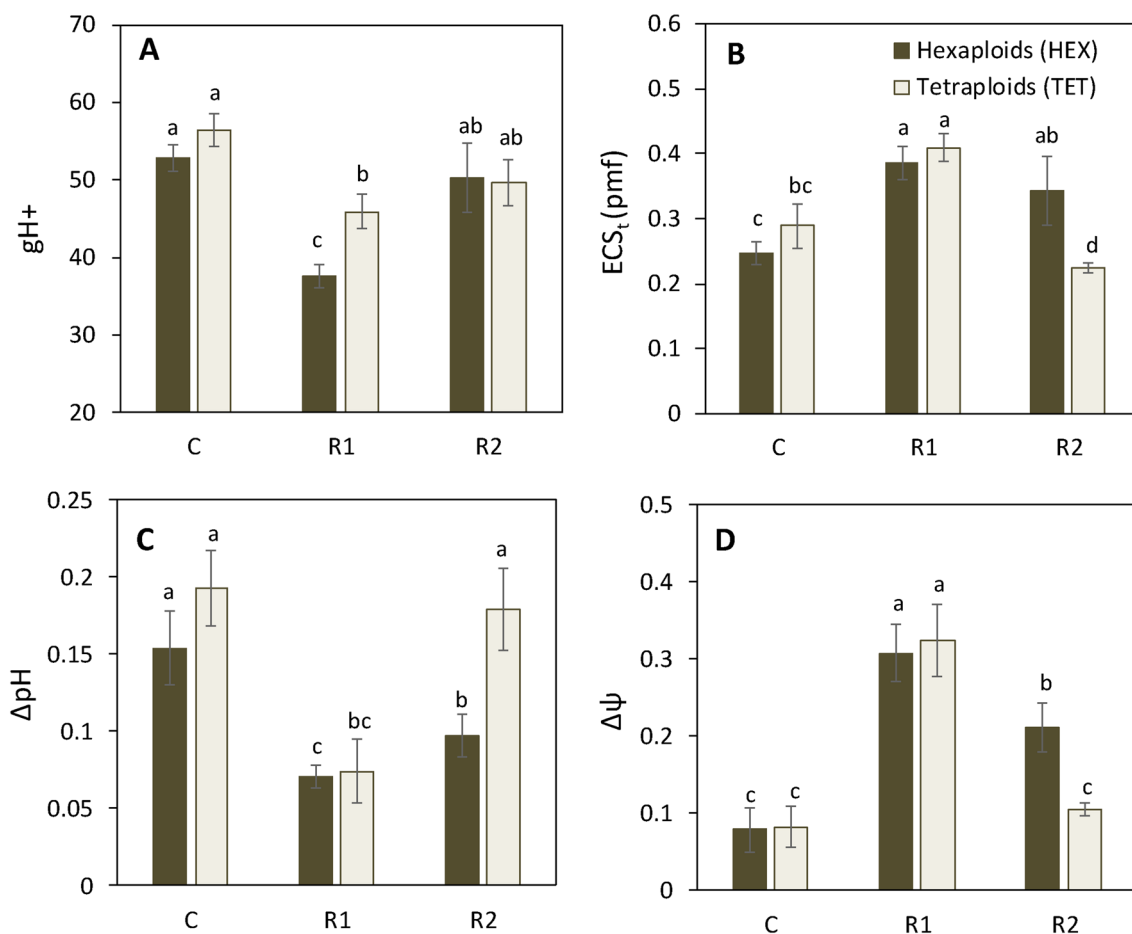 A
gH+
70
60
50
40
30
20
a
a
c
b
ab
ab
C
R1
R2
B
Hexaploids (HEX)
Tetraploids (TET)
ECSt (pmf)
0.6
0.5
0.4
0.3
0.2
0.1
0
c
bc
a
a
ab
d
C
R1
R2
C
ΔpH
0.25
0.2
0.15
0.1
0.05
0
a
a
c
bc
b
a
C
R1
R2
D
Δψ
0.5
0.4
0.3
0.2
0.1
0
c
c
a
a
b
c
C
R1
R2